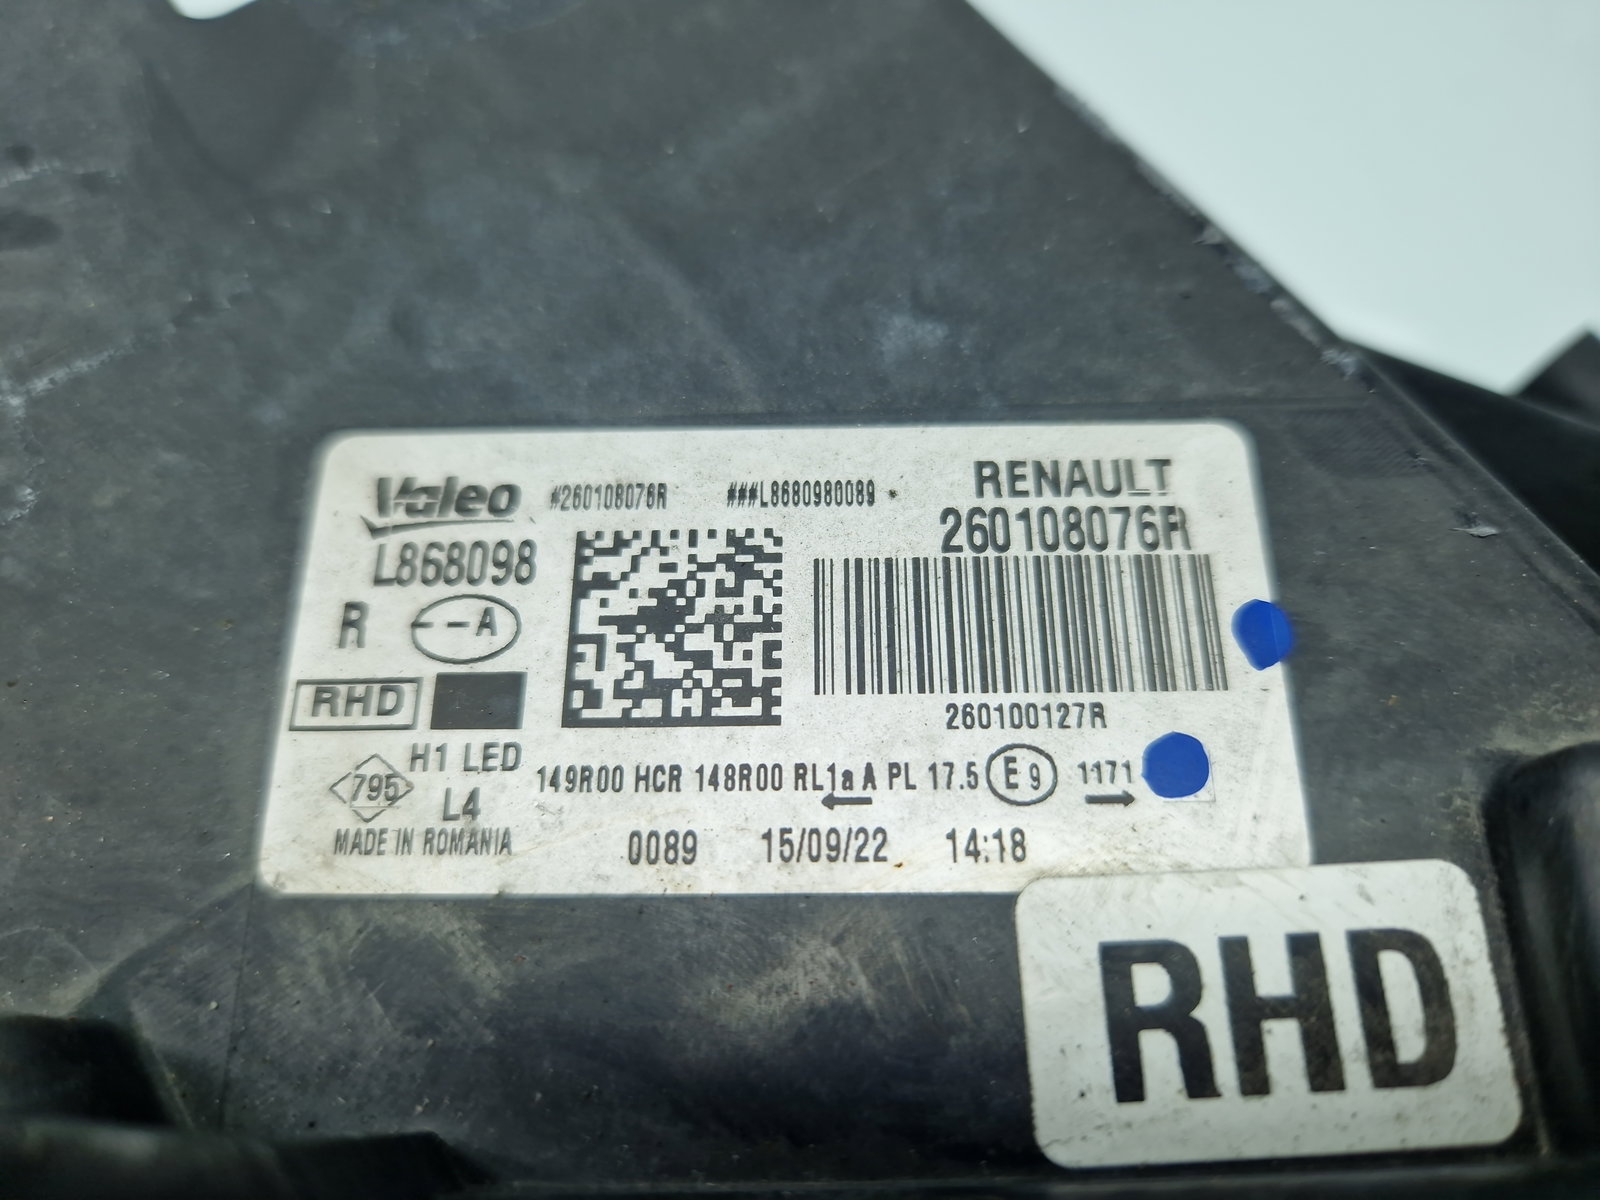 Valeo #260108076R ###L8680980089 RENAULT
L868098 260108076R
R --A
RHD
260100127R
H1 LED
795 L4
149R00 HCR 148R00 RL1a A PL 17.5 E9 1171
MADE IN ROMANIA 0089 15/09/22 14:18
RHD